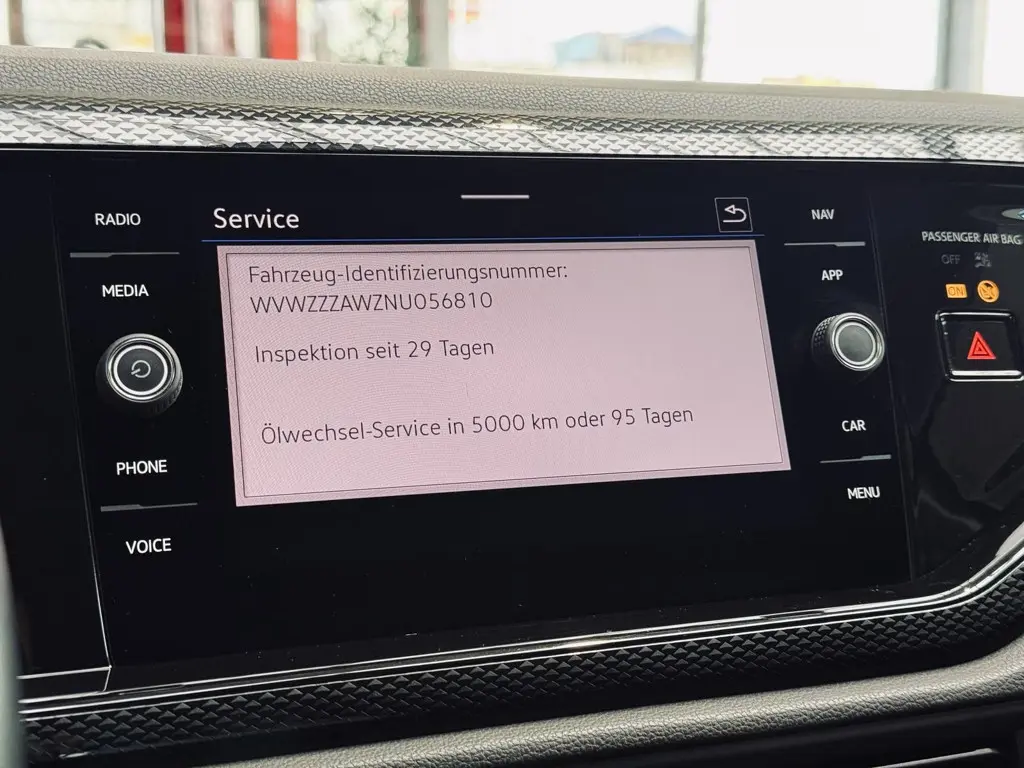 RADIO
MEDIA
PHONE
VOICE
Service
Fahrzeug-Identifizierungsnummer:
WVWZZZAWZNU056810
Inspektion seit 29 Tagen
Ölwechsel-Service in 5000 km oder 95 Tagen
NAV
APP
CAR
MENU
PASSENGER AIR BAG
OFF
ON